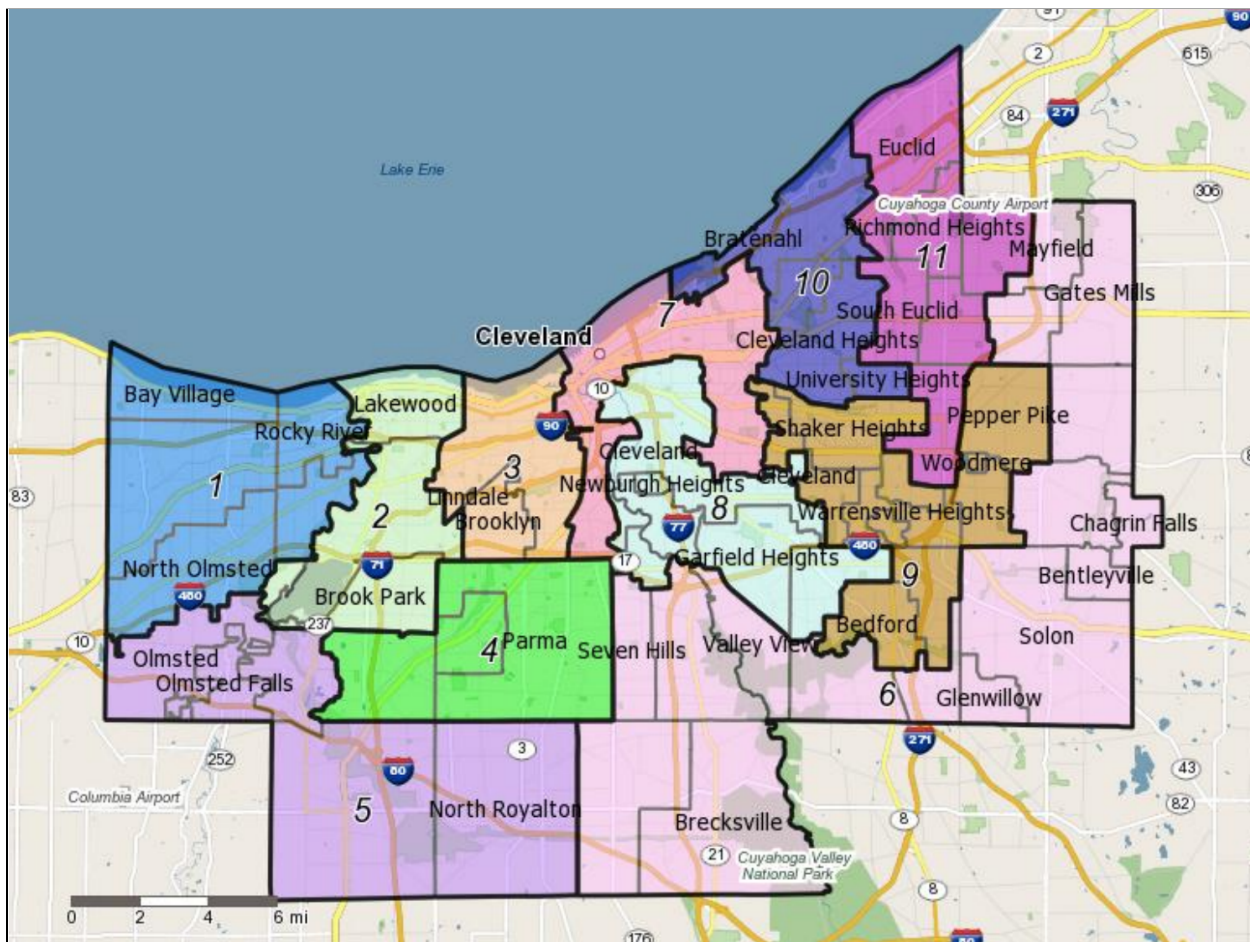 91
90
615
2
271
84
Lake Erie
Euclid
306
Cuyahoga County Airport
Richmond Heights
Bratenahl
Mayfield
11
10
Gates Mills
7
South Euclid
Cleveland
Cleveland Heights
University Heights
Bay Village
10
Lakewood
Pepper Pike
Rocky River
90
Shaker Heights
Cleveland
Woodmere
3
Cleveland
1
Newburgh Heights
83
Linndale
2
8
Warrensville Heights
Brooklyn
77
Chagrin Falls
480
17
Garfield Heights
71
North Olmsted
9
Bentleyville
480
Brook Park
237
Bedford
Solon
10
Parma
Valley View
4
Seven Hills
Olmsted
Olmsted Falls
6
Glenwillow
271
3
252
43
80
Columbia Airport
82
5
North Royalton
8
Brecksville
21
Cuyahoga Valley
National Park
8
0 2 4 6 mi
176
80